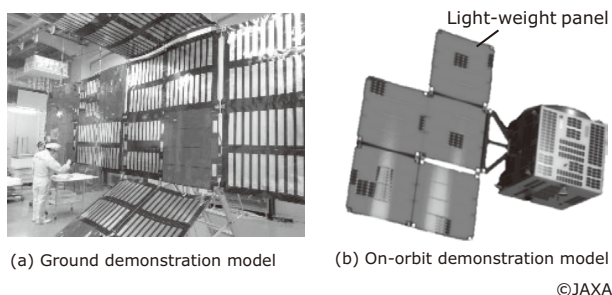 Light-weight panel
(a) Ground demonstration model
(b) On-orbit demonstration model
©JAXA